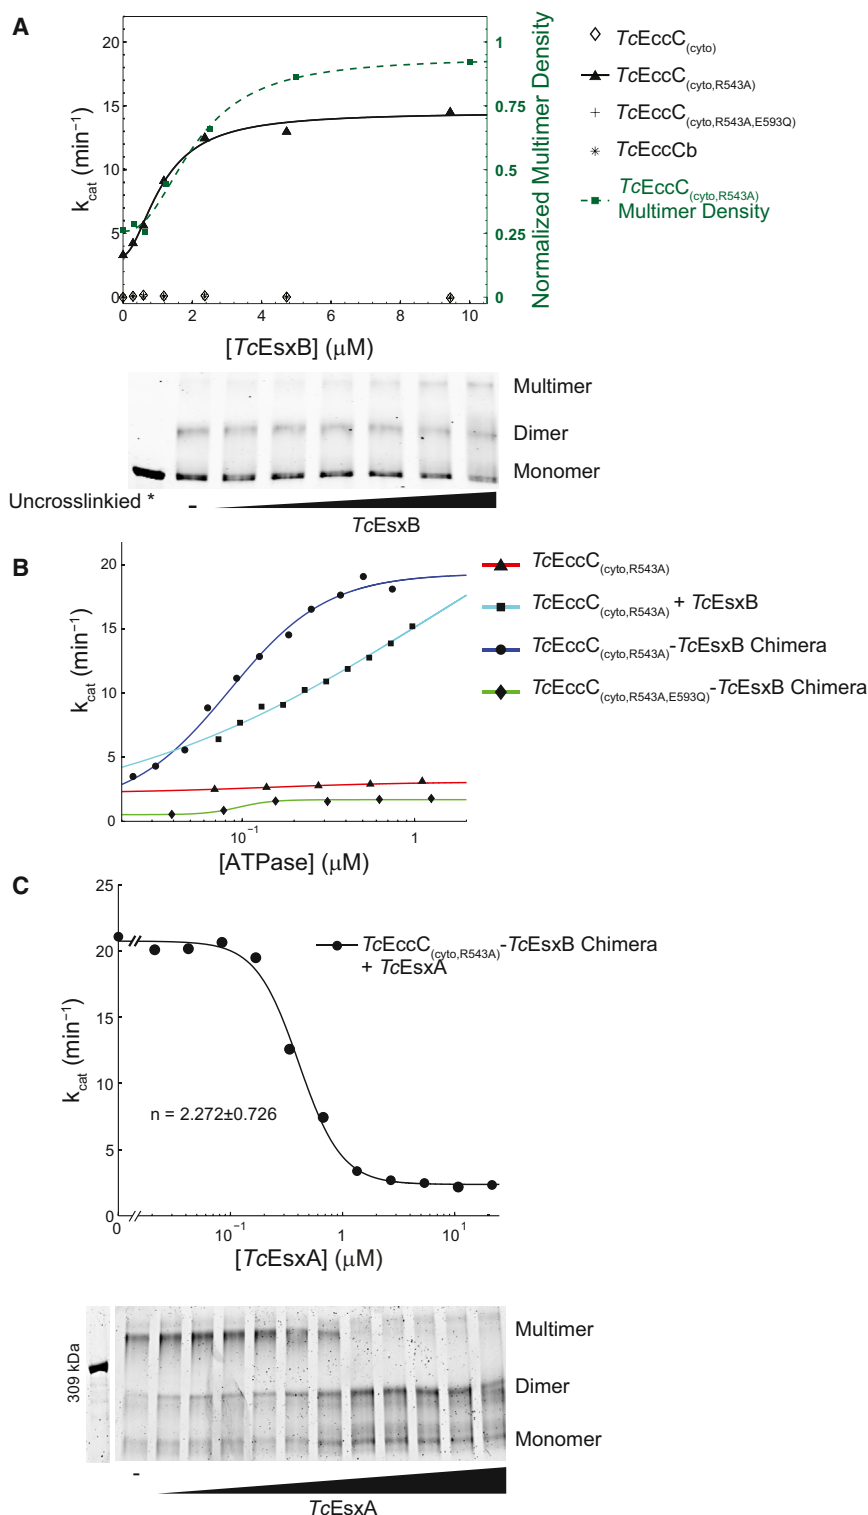 A
20
15
10
5
0
k_cat (min⁻¹)
1
0.75
0.5
0.25
0
Normalized Multimer Density
0 2 4 6 8 10
[TcEsxB] (μM)
TcEccC(cyto)
TcEccC(cyto,R543A)
TcEccC(cyto,R543A,E593Q)
TcEccCb
TcEccC(cyto,R543A)
Multimer Density
Multimer
Dimer
Monomer
Uncrosslinkied * -
TcEsxB
B
20
15
10
5
0
k_cat (min⁻¹)
10⁻¹ 1
[ATPase] (μM)
TcEccC(cyto,R543A)
TcEccC(cyto,R543A) + TcEsxB
TcEccC(cyto,R543A)-TcEsxB Chimera
TcEccC(cyto,R543A,E593Q)-TcEsxB Chimera
C
25
20
15
10
5
0
k_cat (min⁻¹)
TcEccC(cyto,R543A)-TcEsxB Chimera
+ TcEsxA
n = 2.272±0.726
0 10⁻¹ 1 10¹
[TcEsxA] (μM)
309 kDa
Multimer
Dimer
Monomer
-
TcEsxA